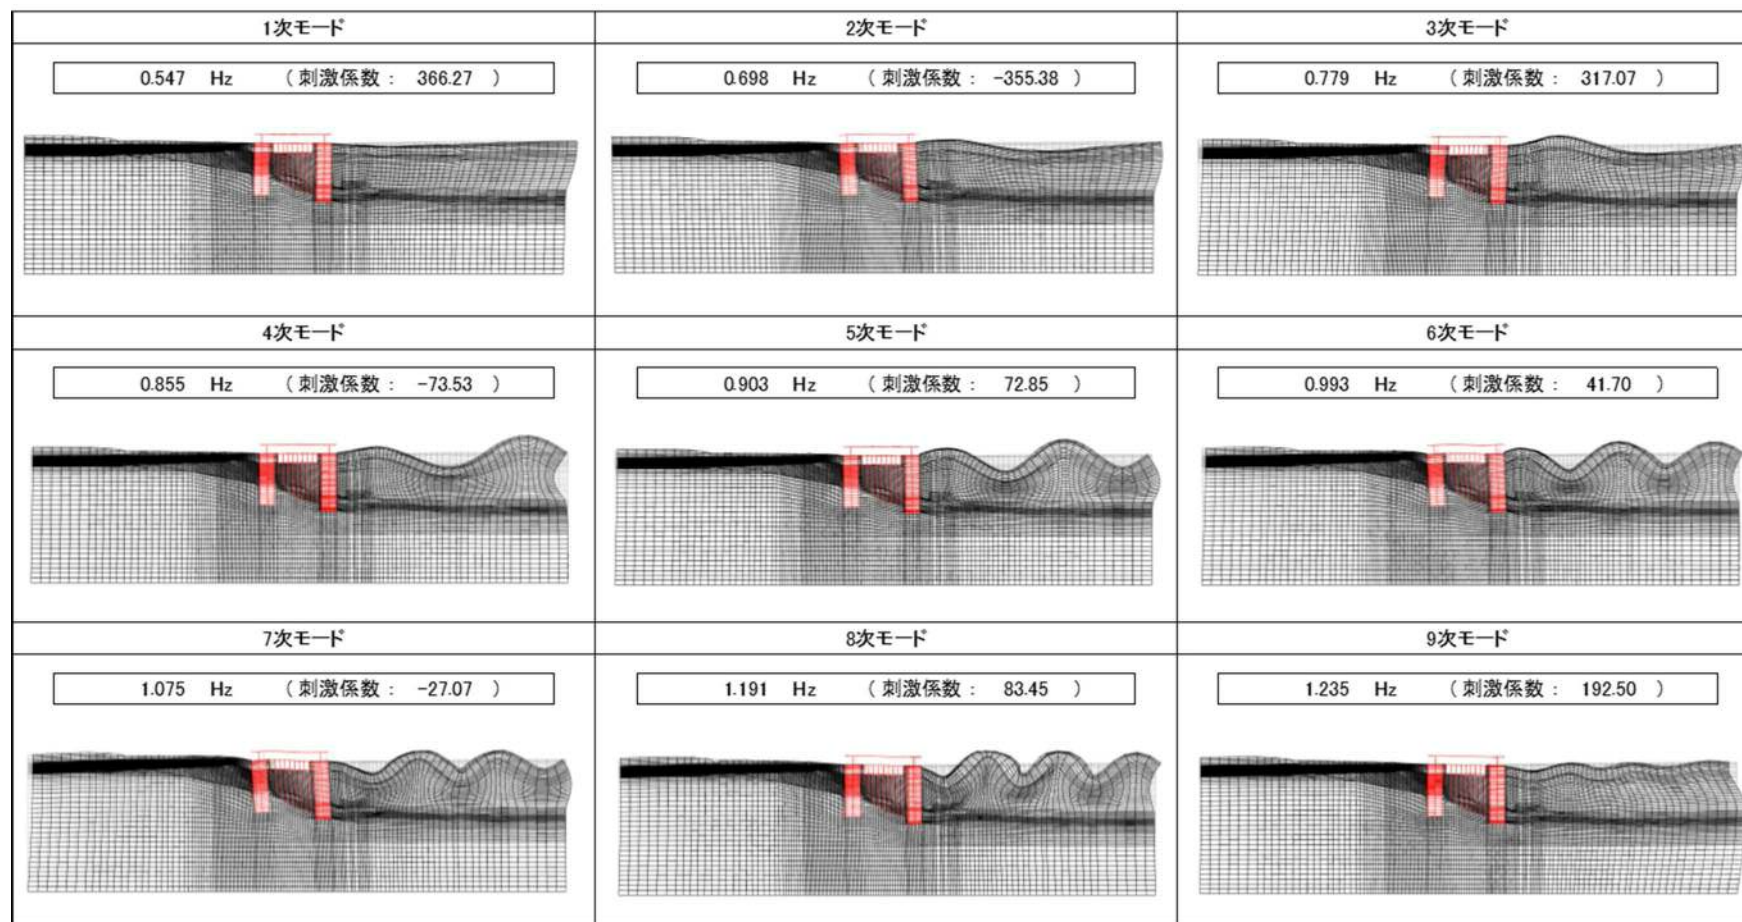 1次モード
2次モード
3次モード
0.547 Hz (刺激係数： 366.27 )
0.698 Hz (刺激係数： -355.38 )
0.779 Hz (刺激係数： 317.07 )
4次モード
5次モード
6次モード
0.855 Hz (刺激係数： -73.53 )
0.903 Hz (刺激係数： 72.85 )
0.993 Hz (刺激係数： 41.70 )
7次モード
8次モード
9次モード
1.075 Hz (刺激係数： -27.07 )
1.191 Hz (刺激係数： 83.45 )
1.235 Hz (刺激係数： 192.50 )